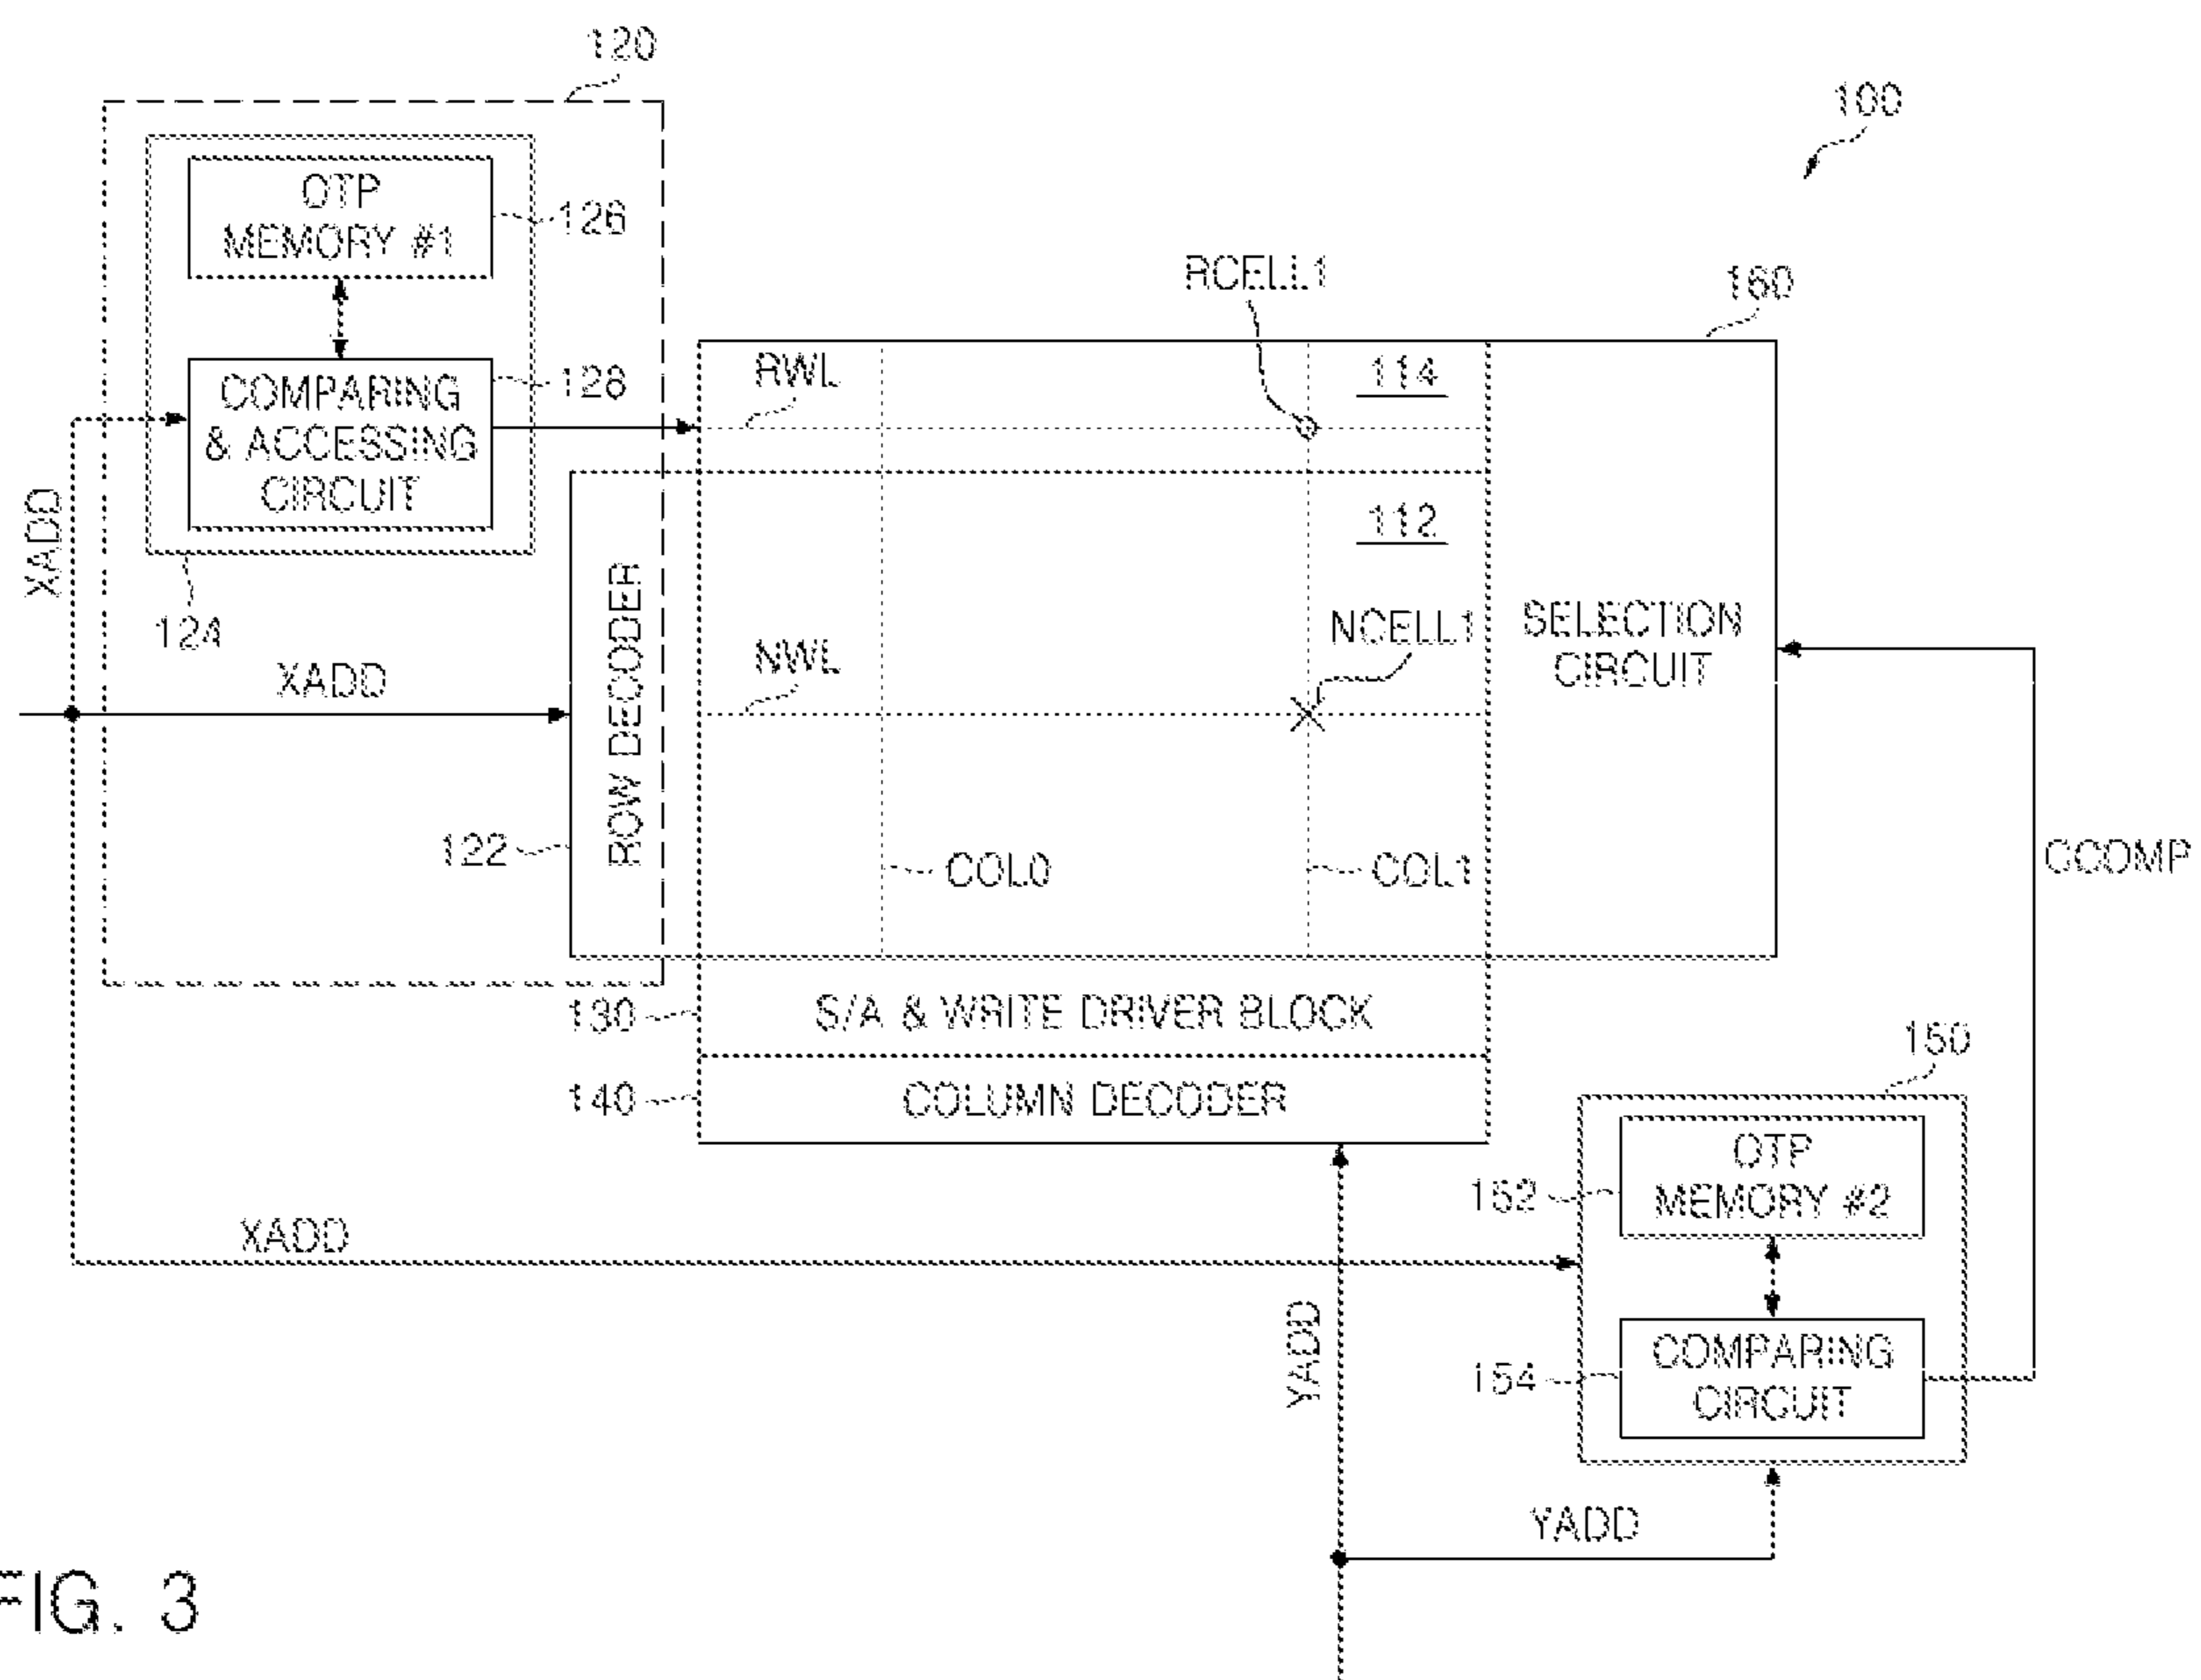 120
100
OTP
MEMORY #1
126
RCELL1
160
RWL
114
128
COMPARING
& ACCESSING
CIRCUIT
XADD
112
124
ROW DECODER
NWL
NCELL1
SELECTION
CIRCUIT
XADD
122
COL0
COL1
CCOMP
130
S/A & WRITE DRIVER BLOCK
150
140
COLUMN DECODER
OTP
MEMORY #2
152
XADD
YADD
COMPARING
CIRCUIT
154
YADD
FIG. 3